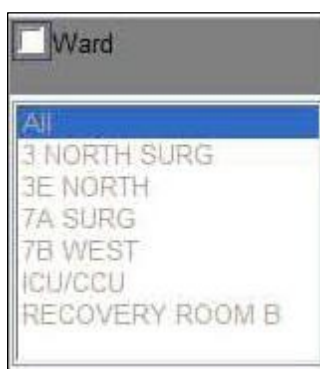 Ward
All
3 NORTH SURG
3E NORTH
7A SURG
7B WEST
ICU/CCU
RECOVERY ROOM B